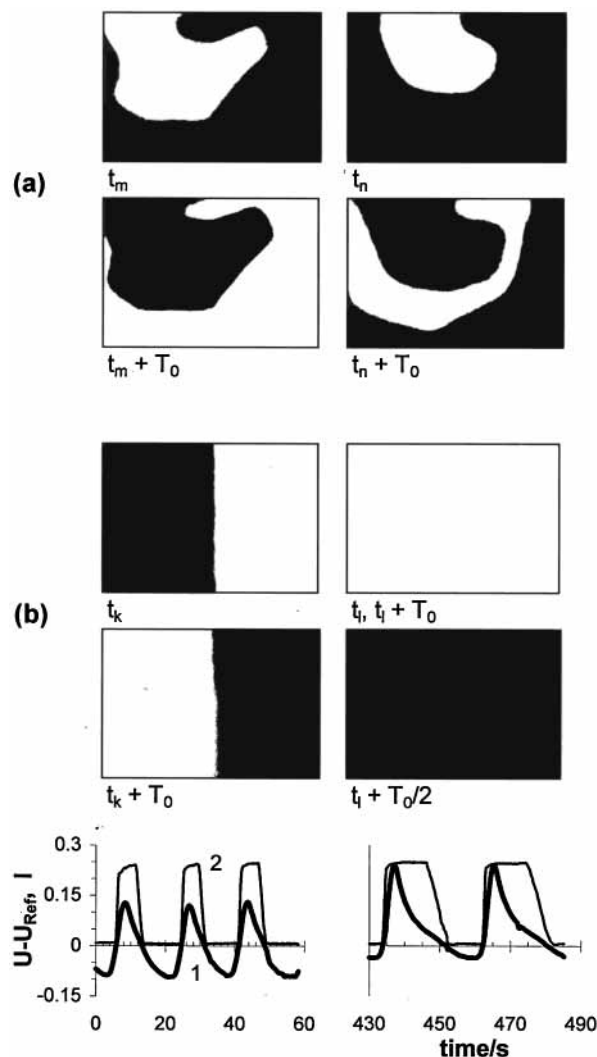 (a)
t_m
t_n
t_m + T_0
t_n + T_0
(b)
t_k
t_l, t_l + T_0
t_k + T_0
t_l + T_0/2
U-U_Ref, I
0.3
0.15
0
-0.15
2
1
0 20 40 60
430 450 470 490
time/s